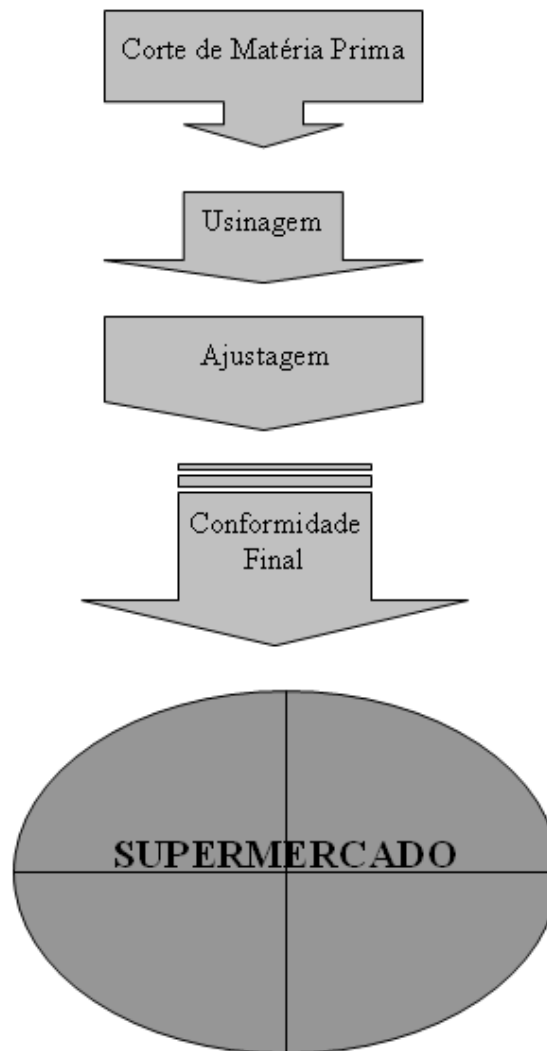 Corte de Matéria Prima
Usinagem
Ajustagem
Conformidade
Final
SUPERMERCADO